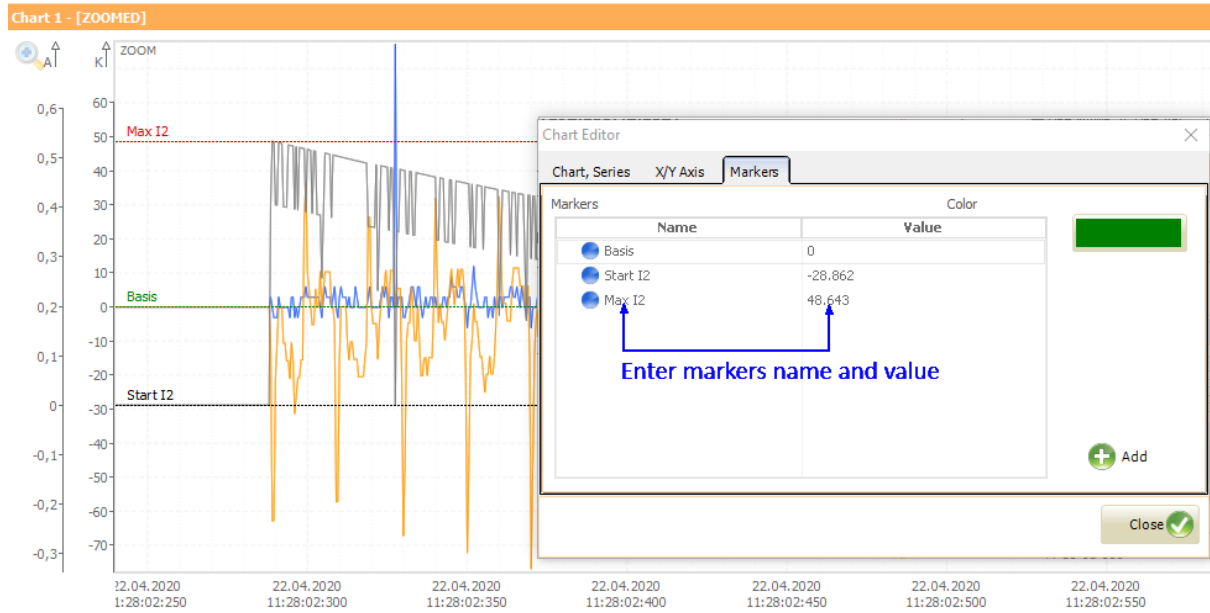 Chart 1 - [ZOOMED]
A K ZOOM
0,6 60
50 Max I2
0,5 40
0,4 30
0,3 20
10
0,2 0 Basis
-10
0,1 -20
0 -30 Start I2
-0,1 -40
-50
-0,2 -60
-0,3 -70
22.04.2020 22.04.2020 22.04.2020 22.04.2020 22.04.2020 22.04.2020 22.04.2020
1:28:02:250 11:28:02:300 11:28:02:350 11:28:02:400 11:28:02:450 11:28:02:500 11:28:02:550
Chart Editor
Chart, Series X/Y Axis Markers
Markers Color
Name Value
Basis 0
Start I2 -28.862
Max I2 48.643
Enter markers name and value
Add
Close